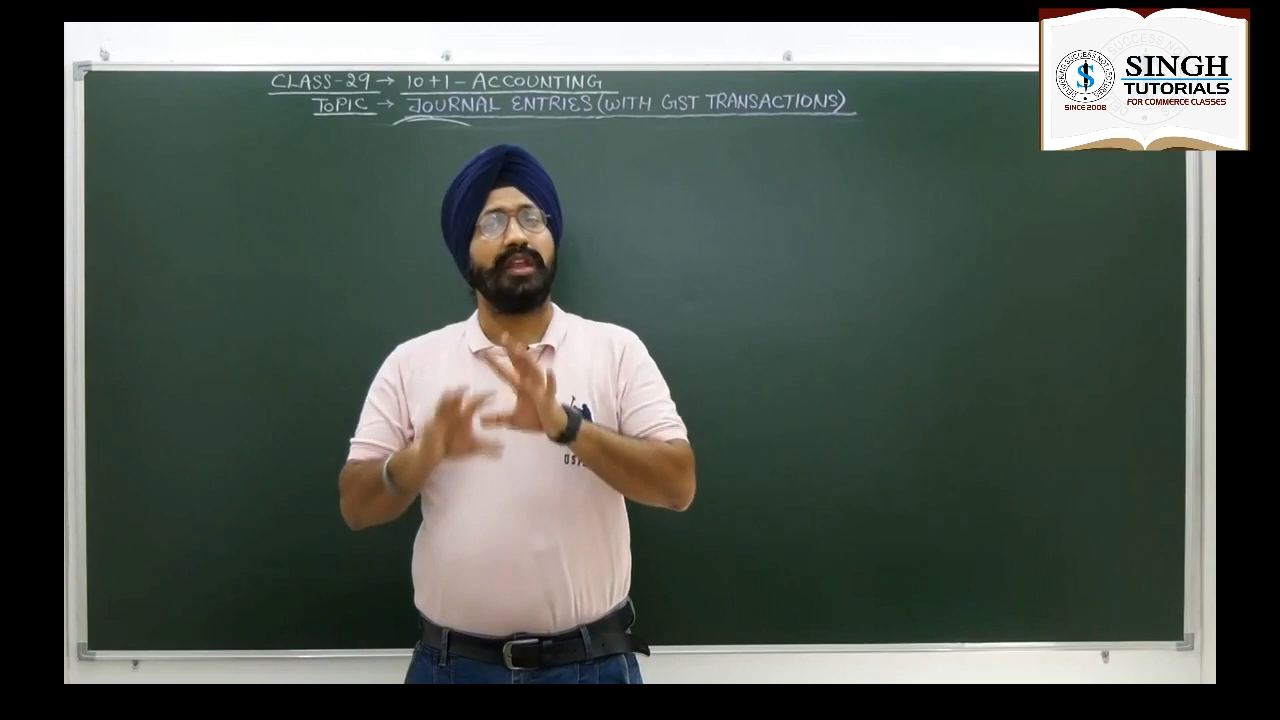 CLASS-29 → 10+1 - ACCOUNTING
TOPIC → JOURNAL ENTRIES (WITH GST TRANSACTIONS)
SINGH
TUTORIALS
SINCE 2008
FOR COMMERCE CLASSES